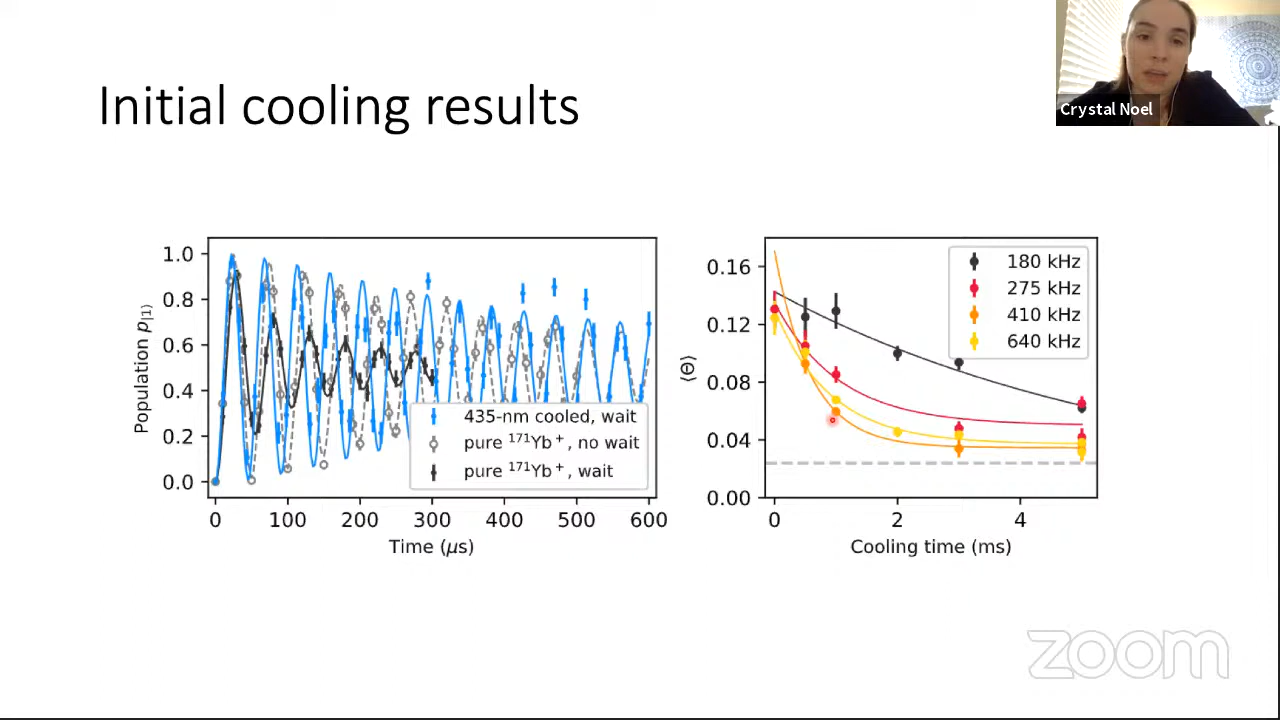 Crystal Noel
Initial cooling results
1.0
0.8
0.6
0.4
0.2
0.0
Population p|1⟩
435-nm cooled, wait
pure ¹⁷¹Yb⁺, no wait
pure ¹⁷¹Yb⁺, wait
0 100 200 300 400 500 600
Time (μs)
0.16
0.12
0.08
0.04
0.00
⟨Θ⟩
180 kHz
275 kHz
410 kHz
640 kHz
0 2 4
Cooling time (ms)
zoom